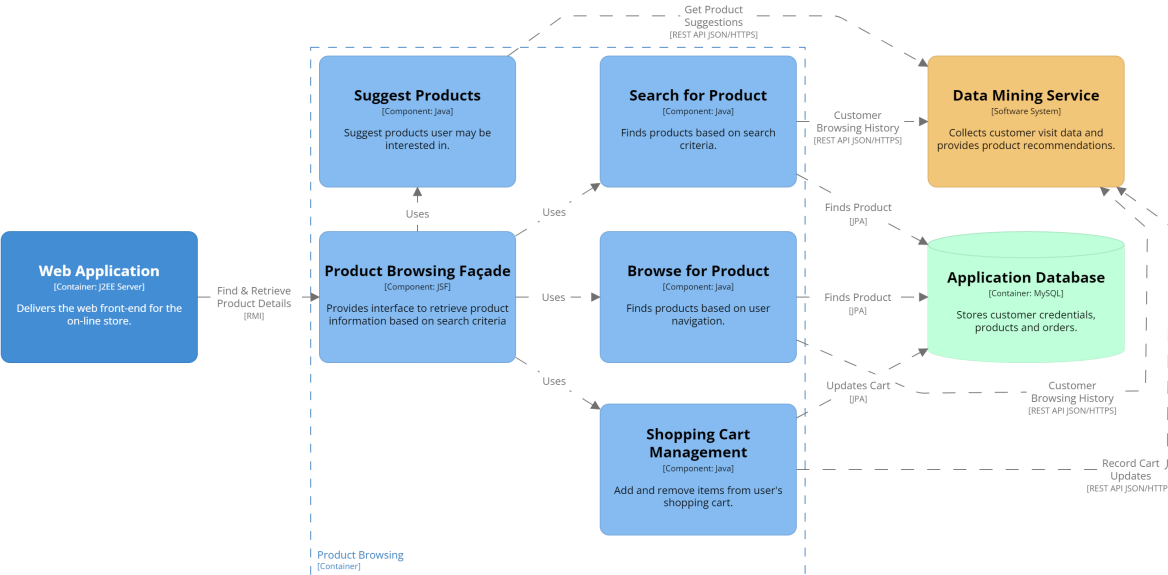 Get Product
Suggestions
[REST API JSON/HTTPS]
Suggest Products
[Component: Java]
Suggest products user may be
interested in.
Search for Product
[Component: Java]
Finds products based on search
criteria.
Customer
Browsing History
[REST API JSON/HTTPS]
Data Mining Service
[Software System]
Collects customer visit data and
provides product recommendations.
Uses
Uses
Finds Product
[JPA]
Web Application
[Container: J2EE Server]
Delivers the web front-end for the
on-line store.
Find & Retrieve
Product Details
[RMI]
Product Browsing Façade
[Component: JSF]
Provides interface to retrieve product
information based on search criteria
Uses
Browse for Product
[Component: Java]
Finds products based on user
navigation.
Finds Product
[JPA]
Application Database
[Container: MySQL]
Stores customer credentials,
products and orders.
Uses
Updates Cart
[JPA]
Customer
Browsing History
[REST API JSON/HTTPS]
Shopping Cart
Management
[Component: Java]
Add and remove items from user's
shopping cart.
Record Cart
Updates
[REST API JSON/HTTP
Product Browsing
[Container]